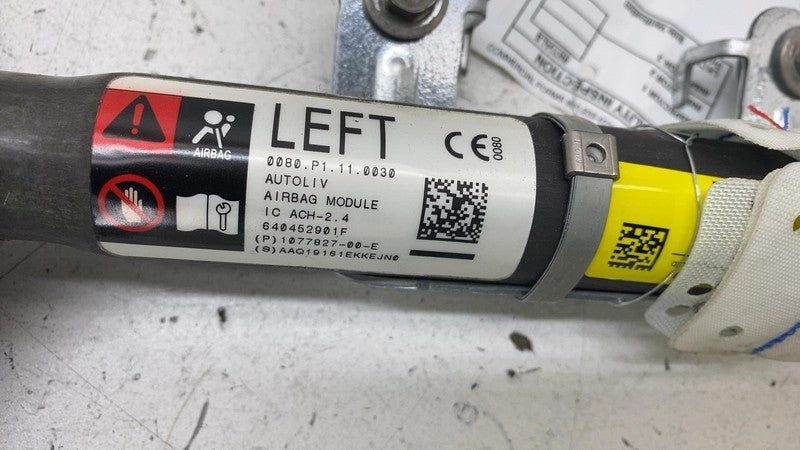 LEFT
CE 0080
AIRBAG
0080.P1.11.0030
AUTOLIV
AIRBAG MODULE
IC ACH-2.4
640452901F
(P)1077827-00-E
(S)AAQ19161EKKEJN0